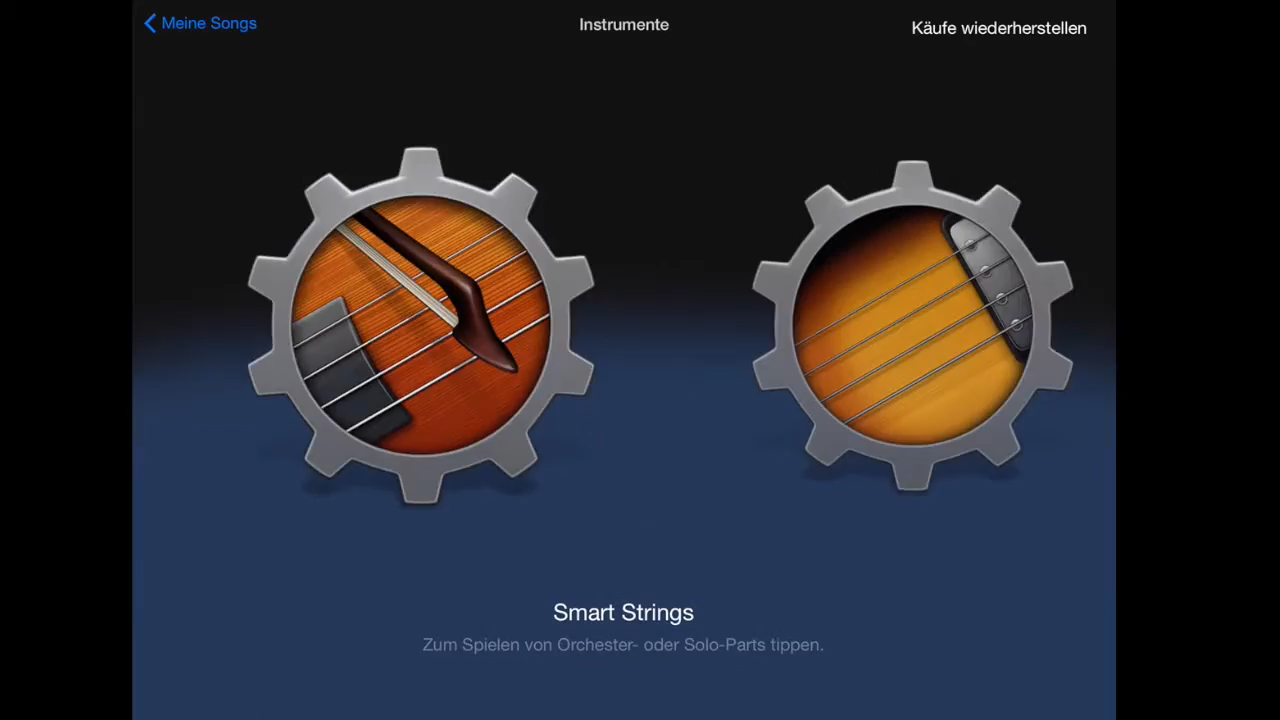 Meine Songs
Instrumente
Käufe wiederherstellen
Smart Strings
Zum Spielen von Orchester- oder Solo-Parts tippen.